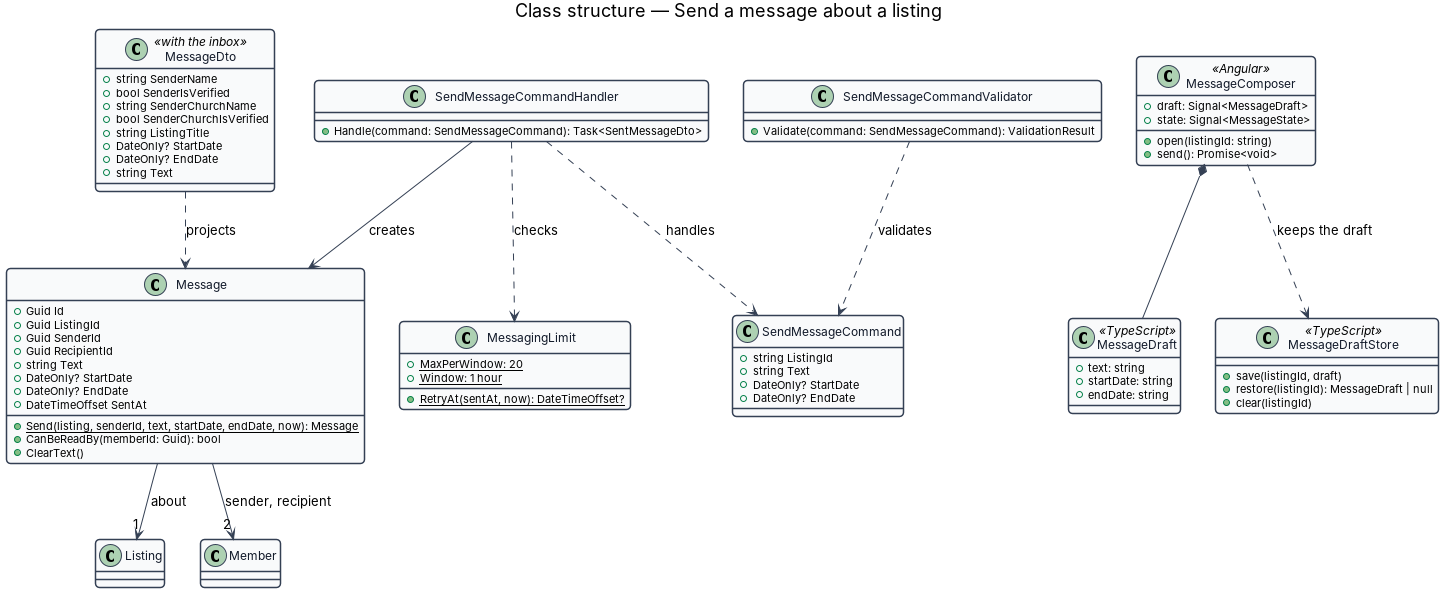 Class structure — Send a message about a listing
«with the inbox»
MessageDto
string SenderName
bool SenderIsVerified
string SenderChurchName
bool SenderChurchIsVerified
string ListingTitle
DateOnly? StartDate
DateOnly? EndDate
string Text
SendMessageCommandHandler
Handle(command: SendMessageCommand): Task<SentMessageDto>
SendMessageCommandValidator
Validate(command: SendMessageCommand): ValidationResult
«Angular»
MessageComposer
draft: Signal<MessageDraft>
state: Signal<MessageState>
open(listingId: string)
send(): Promise<void>
projects
creates
checks
handles
validates
keeps the draft
Message
Guid Id
Guid ListingId
Guid SenderId
Guid RecipientId
string Text
DateOnly? StartDate
DateOnly? EndDate
DateTimeOffset SentAt
Send(listing, senderId, text, startDate, endDate, now): Message
CanBeReadBy(memberId: Guid): bool
ClearText()
MessagingLimit
MaxPerWindow: 20
Window: 1 hour
RetryAt(sentAt, now): DateTimeOffset?
SendMessageCommand
string ListingId
string Text
DateOnly? StartDate
DateOnly? EndDate
«TypeScript»
MessageDraft
text: string
startDate: string
endDate: string
«TypeScript»
MessageDraftStore
save(listingId, draft)
restore(listingId): MessageDraft | null
clear(listingId)
about
sender, recipient
1
2
Listing
Member